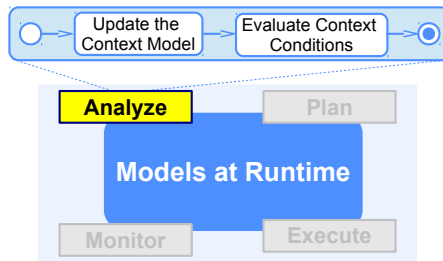 Update the
Context Model
Evaluate Context
Conditions
Analyze
Plan
Models at Runtime
Monitor
Execute